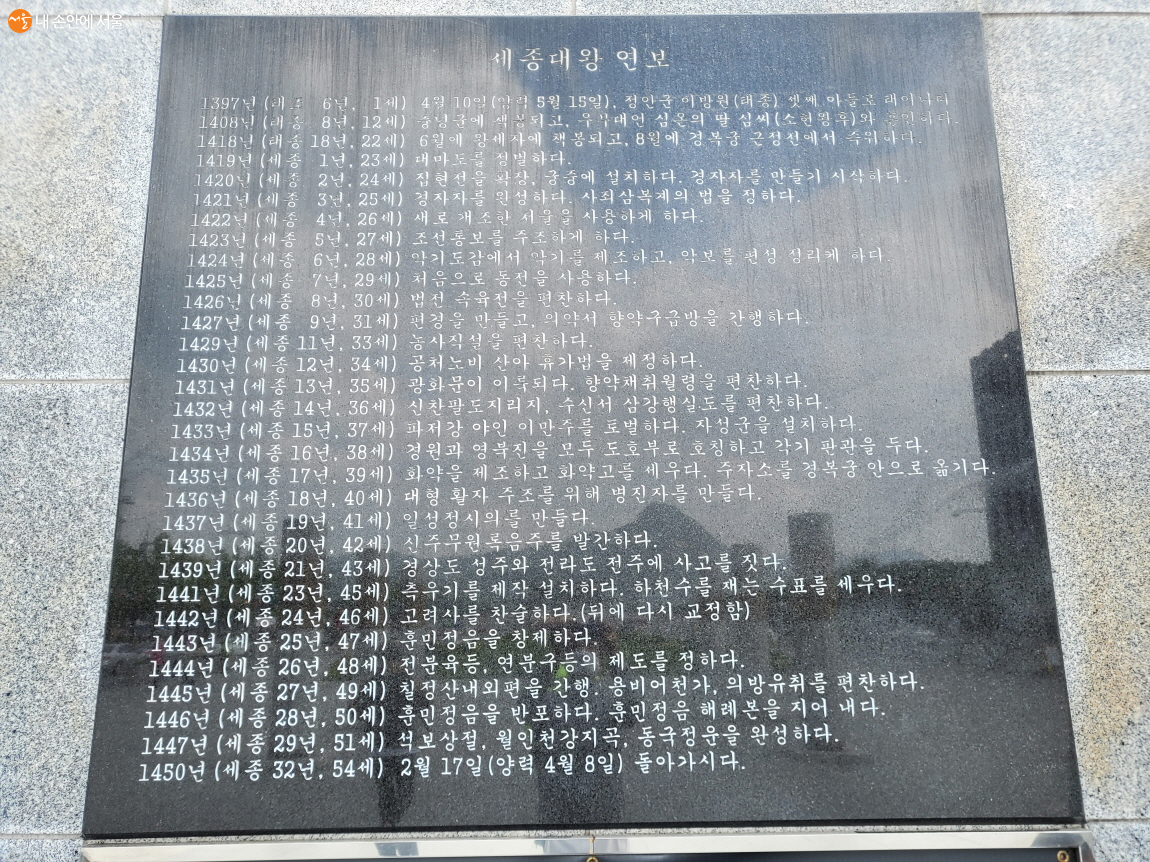 서울 내 손안에 서울
세종대왕 연보
1397년 (태조 6년, 1세) 4월 10일(양력 5월 15일), 정안군 이방원(태종) 셋째 아들로 태어나다
1408년 (태종 8년, 12세) 충녕군에 책봉되고, 우부대언 심온의 딸 심씨(소헌왕후)와 혼인하다.
1418년 (태종 18년, 22세) 6월에 왕세자에 책봉되고, 8월에 경복궁 근정전에서 즉위하다.
1419년 (세종 1년, 23세) 대마도를 정벌하다.
1420년 (세종 2년, 24세) 집현전을 확장, 궁중에 설치하다. 경자자를 만들기 시작하다.
1421년 (세종 3년, 25세) 경자자를 완성하다. 사죄삼복계의 법을 정하다.
1422년 (세종 4년, 26세) 새로 개조한 저울을 사용하게 하다.
1423년 (세종 5년, 27세) 조선통보를 주조하게 하다.
1424년 (세종 6년, 28세) 악기도감에서 악기를 제조하고, 악보를 편성 정리케 하다.
1425년 (세종 7년, 29세) 처음으로 동전을 사용하다.
1426년 (세종 8년, 30세) 법전 속육전을 편찬하다.
1427년 (세종 9년, 31세) 편경을 만들고, 의약서 향약구급방을 간행하다.
1429년 (세종 11년, 33세) 농사직설을 편찬하다.
1430년 (세종 12년, 34세) 공처노비 산아 휴가법을 제정하다.
1431년 (세종 13년, 35세) 광화문이 이룩되다. 향약채취월령을 편찬하다.
1432년 (세종 14년, 36세) 신찬팔도지리지, 수신서 삼강행실도를 편찬하다.
1433년 (세종 15년, 37세) 파저강 야인 이만주를 토벌하다. 자성군을 설치하다.
1434년 (세종 16년, 38세) 경원과 영북진을 모두 도호부로 호칭하고 각기 판관을 두다.
1435년 (세종 17년, 39세) 화약을 제조하고 화약고를 세우다. 주자소를 경복궁 안으로 옮기다.
1436년 (세종 18년, 40세) 대형 활자 주조를 위해 병진자를 만들다.
1437년 (세종 19년, 41세) 일성정시의를 만들다.
1438년 (세종 20년, 42세) 신주무원록음주를 발간하다.
1439년 (세종 21년, 43세) 경상도 성주와 전라도 전주에 사고를 짓다.
1441년 (세종 23년, 45세) 측우기를 제작 설치하다. 하천수를 재는 수표를 세우다.
1442년 (세종 24년, 46세) 고려사를 찬술하다.(뒤에 다시 교정함)
1443년 (세종 25년, 47세) 훈민정음을 창제하다.
1444년 (세종 26년, 48세) 전분육등, 연분구등의 제도를 정하다.
1445년 (세종 27년, 49세) 칠정산내외편을 간행. 용비어천가, 의방유취를 편찬하다.
1446년 (세종 28년, 50세) 훈민정음을 반포하다. 훈민정음 해례본을 지어 내다.
1447년 (세종 29년, 51세) 석보상절, 월인천강지곡, 동국정운을 완성하다.
1450년 (세종 32년, 54세) 2월 17일(양력 4월 8일) 돌아가시다.